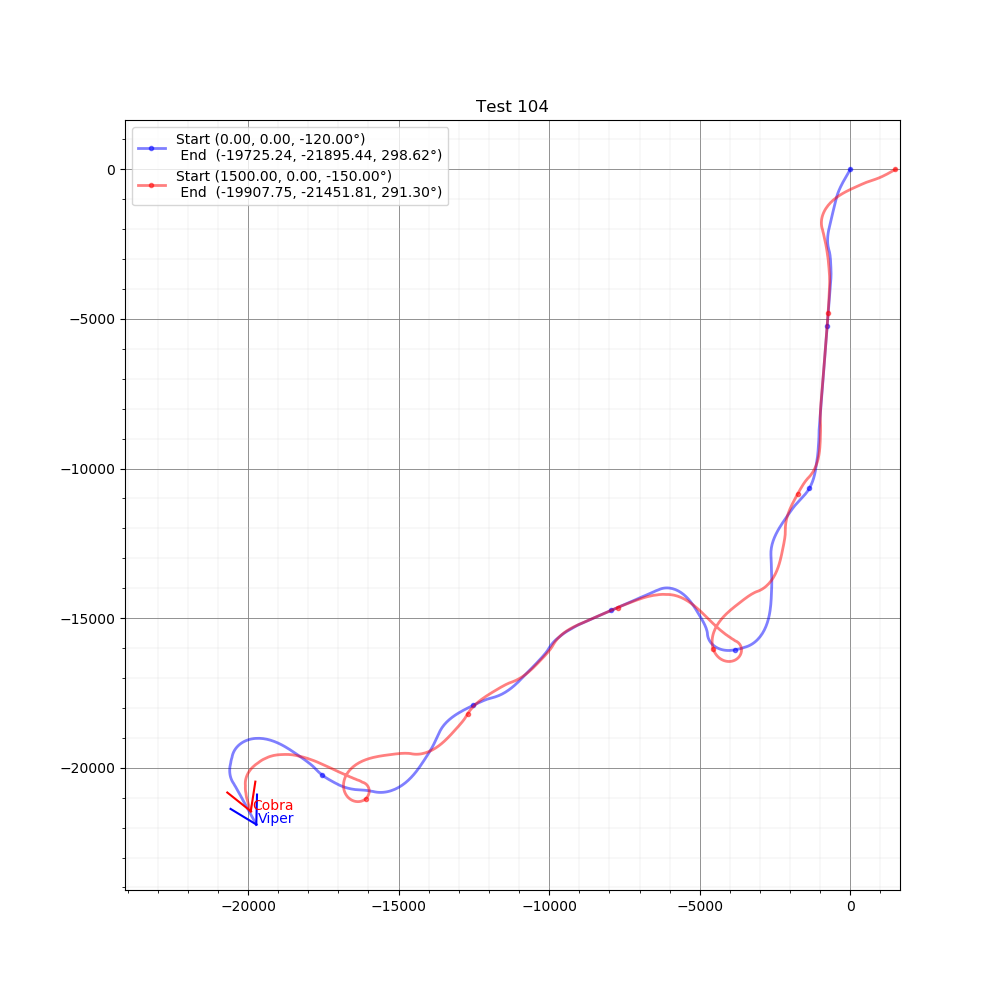 Test 104
Start (0.00, 0.00, -120.00°)
End  (-19725.24, -21895.44, 298.62°)
Start (1500.00, 0.00, -150.00°)
End  (-19907.75, -21451.81, 291.30°)
0
−5000
−10000
−15000
−20000
Cobra
Viper
−20000
−15000
−10000
−5000
0